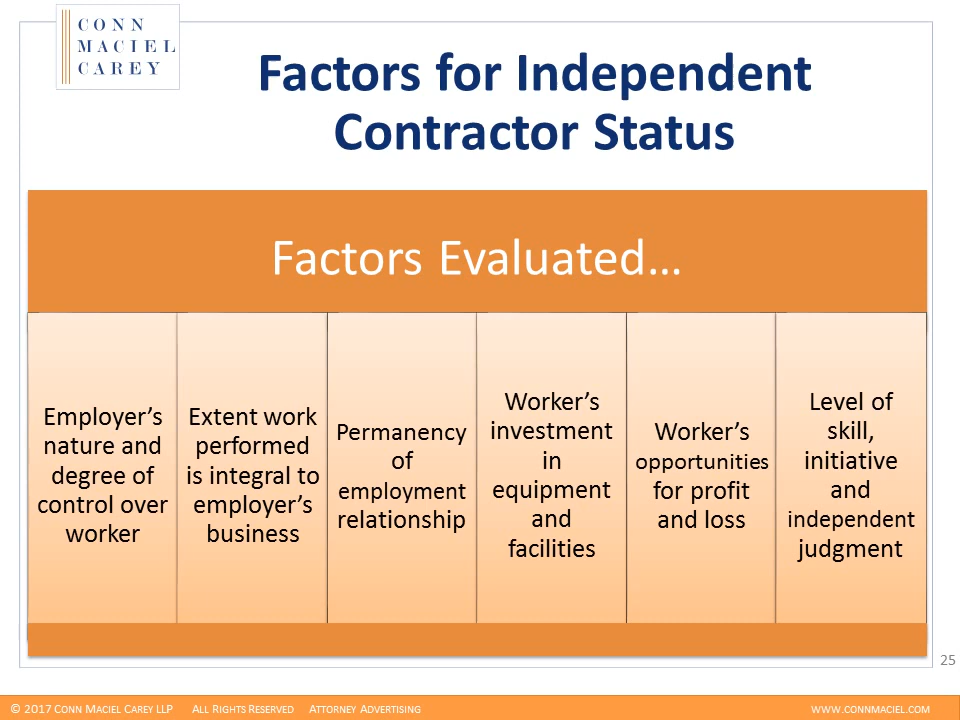 CONN
MACIEL
CAREY
Factors for Independent
Contractor Status
Factors Evaluated…
Employer’s
nature and
degree of
control over
worker
Extent work
performed
is integral to
employer’s
business
Permanency
of
employment
relationship
Worker’s
investment
in
equipment
and
facilities
Worker’s
opportunities
for profit
and loss
Level of
skill,
initiative
and
independent
judgment
25
© 2017 CONN MACIEL CAREY LLP ALL RIGHTS RESERVED ATTORNEY ADVERTISING WWW.CONNMACIEL.COM